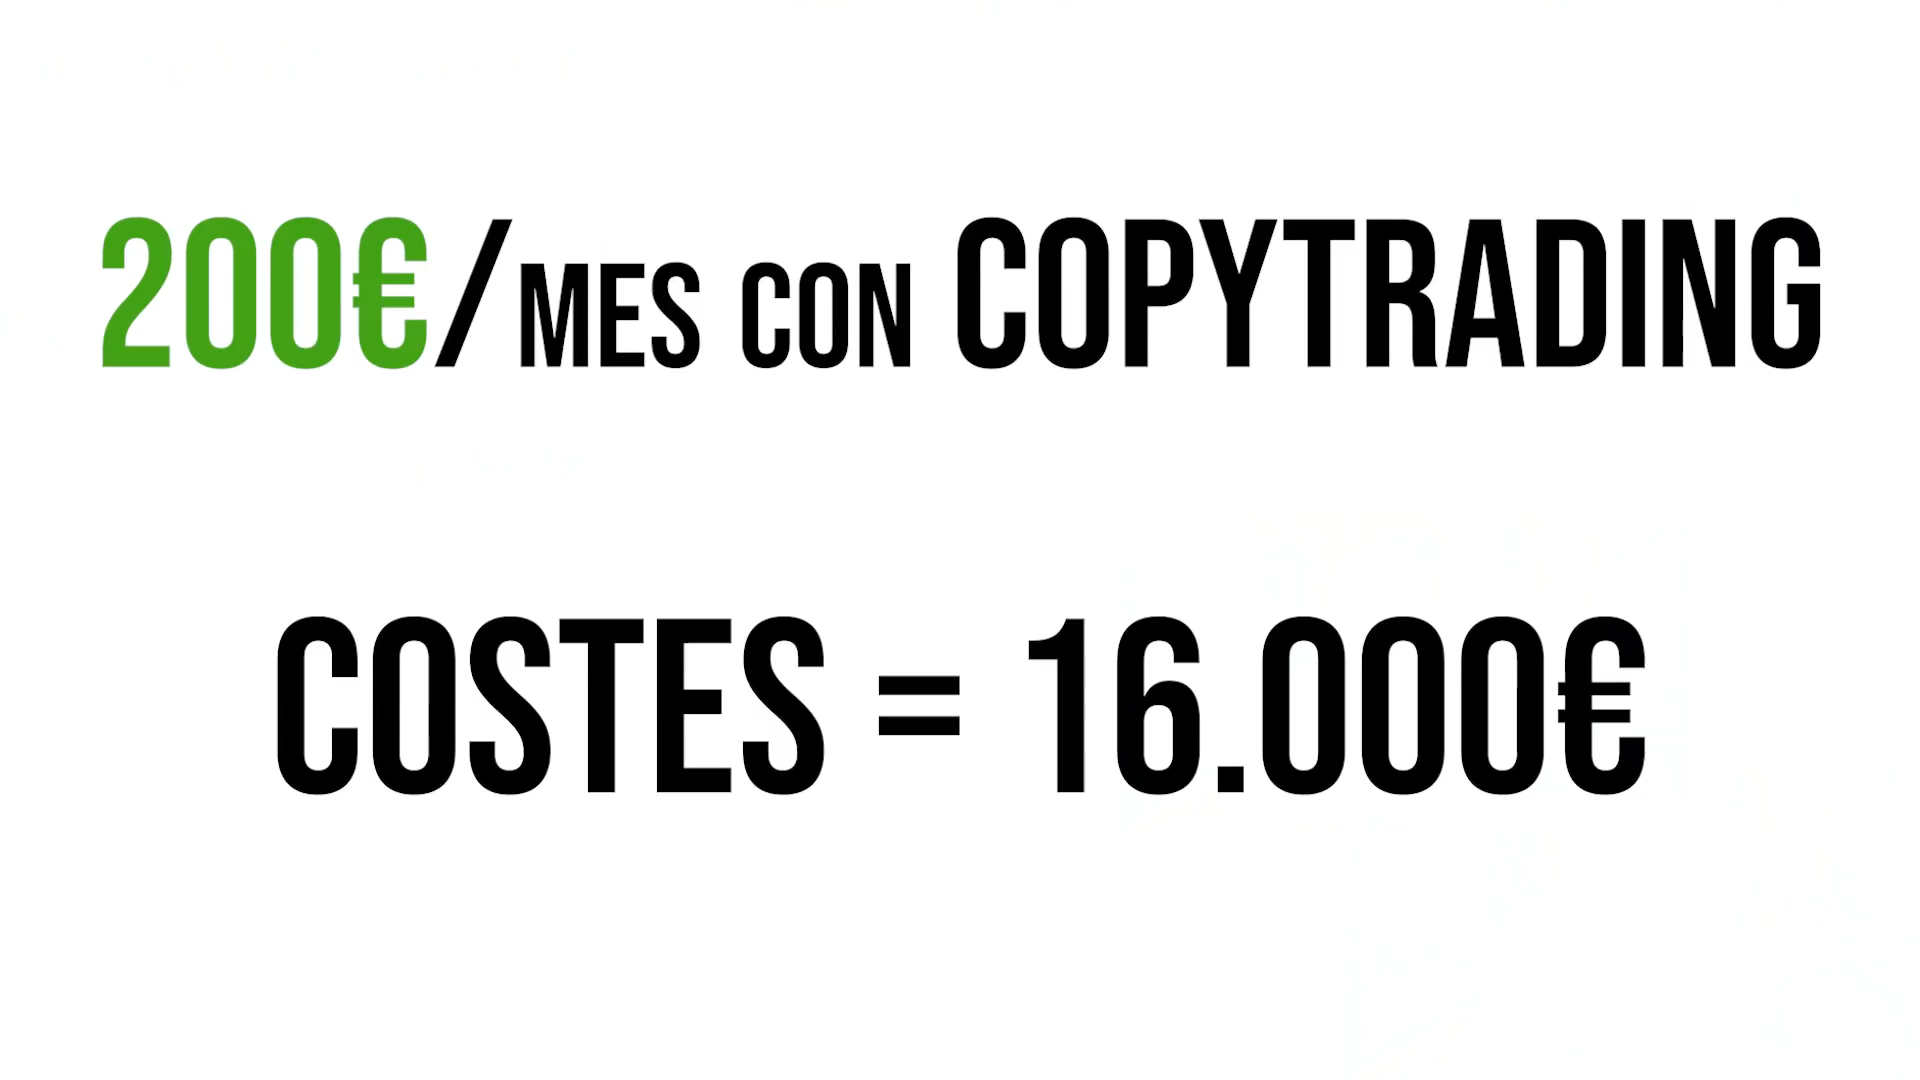 200€/MES CON COPYTRADING
COSTES = 16.000€